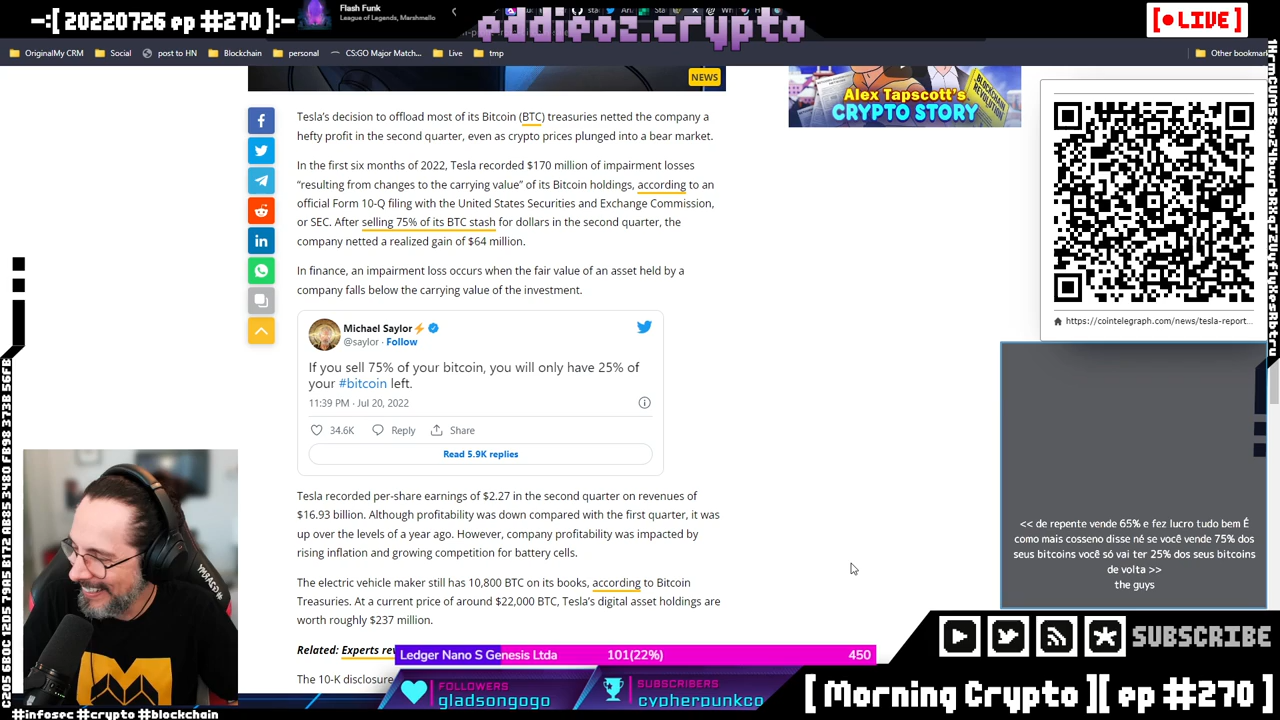 -:[ 20220726 ep #270 ]:-
Flash Funk
League of Legends, Marshmello
eddieoz.crypto
[ LIVE ]
OriginalMy CRM
Social
post to HN
Blockchain
personal
CS:GO Major Match...
Live
tmp
Other bookmar
NEWS
Alex Tapscott's
CRYPTO STORY
BLOCKCHAIN
Tesla's decision to offload most of its Bitcoin (BTC) treasuries netted the company a
hefty profit in the second quarter, even as crypto prices plunged into a bear market.
In the first six months of 2022, Tesla recorded $170 million of impairment losses
“resulting from changes to the carrying value” of its Bitcoin holdings, according to an
official Form 10-Q filing with the United States Securities and Exchange Commission,
or SEC. After selling 75% of its BTC stash for dollars in the second quarter, the
company netted a realized gain of $64 million.
In finance, an impairment loss occurs when the fair value of an asset held by a
company falls below the carrying value of the investment.
Michael Saylor⚡
@saylor · Follow
If you sell 75% of your bitcoin, you will only have 25% of
your #bitcoin left.
11:39 PM · Jul 20, 2022
34.6K
Reply
Share
Read 5.9K replies
Tesla recorded per-share earnings of $2.27 in the second quarter on revenues of
$16.93 billion. Although profitability was down compared with the first quarter, it was
up over the levels of a year ago. However, company profitability was impacted by
rising inflation and growing competition for battery cells.
The electric vehicle maker still has 10,800 BTC on its books, according to Bitcoin
Treasuries. At a current price of around $22,000 BTC, Tesla's digital asset holdings are
worth roughly $237 million.
Related: Experts re
The 10-K disclosure
https://cointelegraph.com/news/tesla-report...
<< de repente vende 65% e fez lucro tudo bem É
como mais cosseno disse né se você vende 75% dos
seus bitcoins você só vai ter 25% dos seus bitcoins
de volta >>
the guys
Ledger Nano S Genesis Ltda
101(22%)
450
FOLLOWERS
gladsongogo
SUBSCRIBERS
cypherpunkco
SUBSCRIBE
[ Morning Crypto ][ ep #270 ]
#infosec #crypto #blockchain